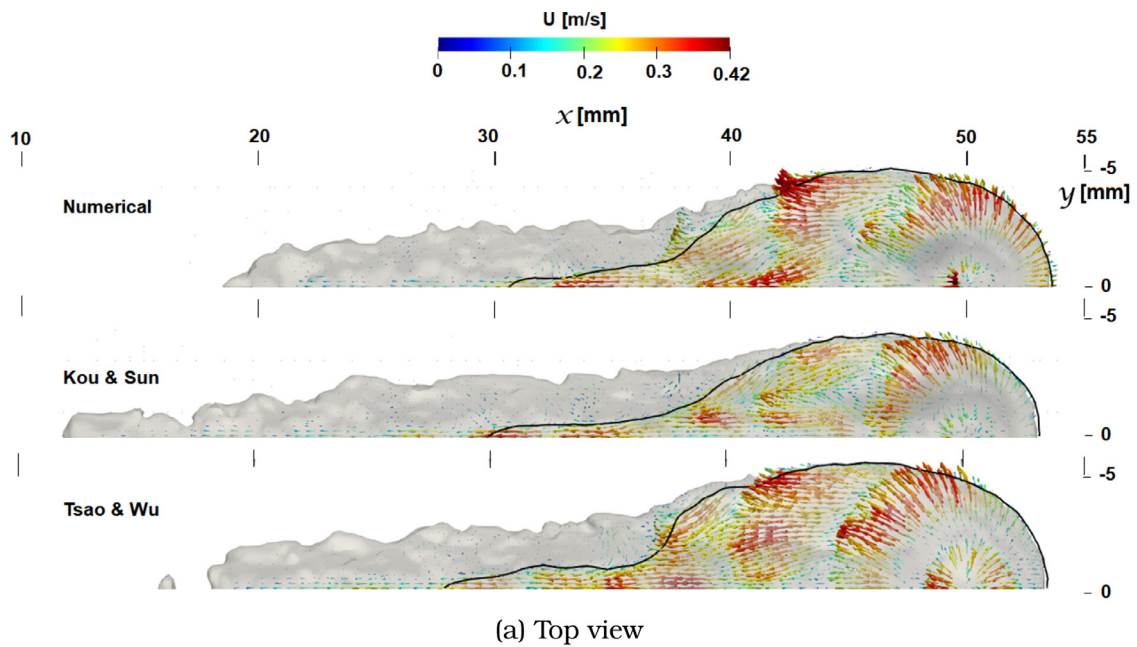 U [m/s]
0 0.1 0.2 0.3 0.42
x [mm]
10 20 30 40 50 55
-5
y [mm]
Numerical
0
-5
Kou & Sun
0
-5
Tsao & Wu
0
(a) Top view